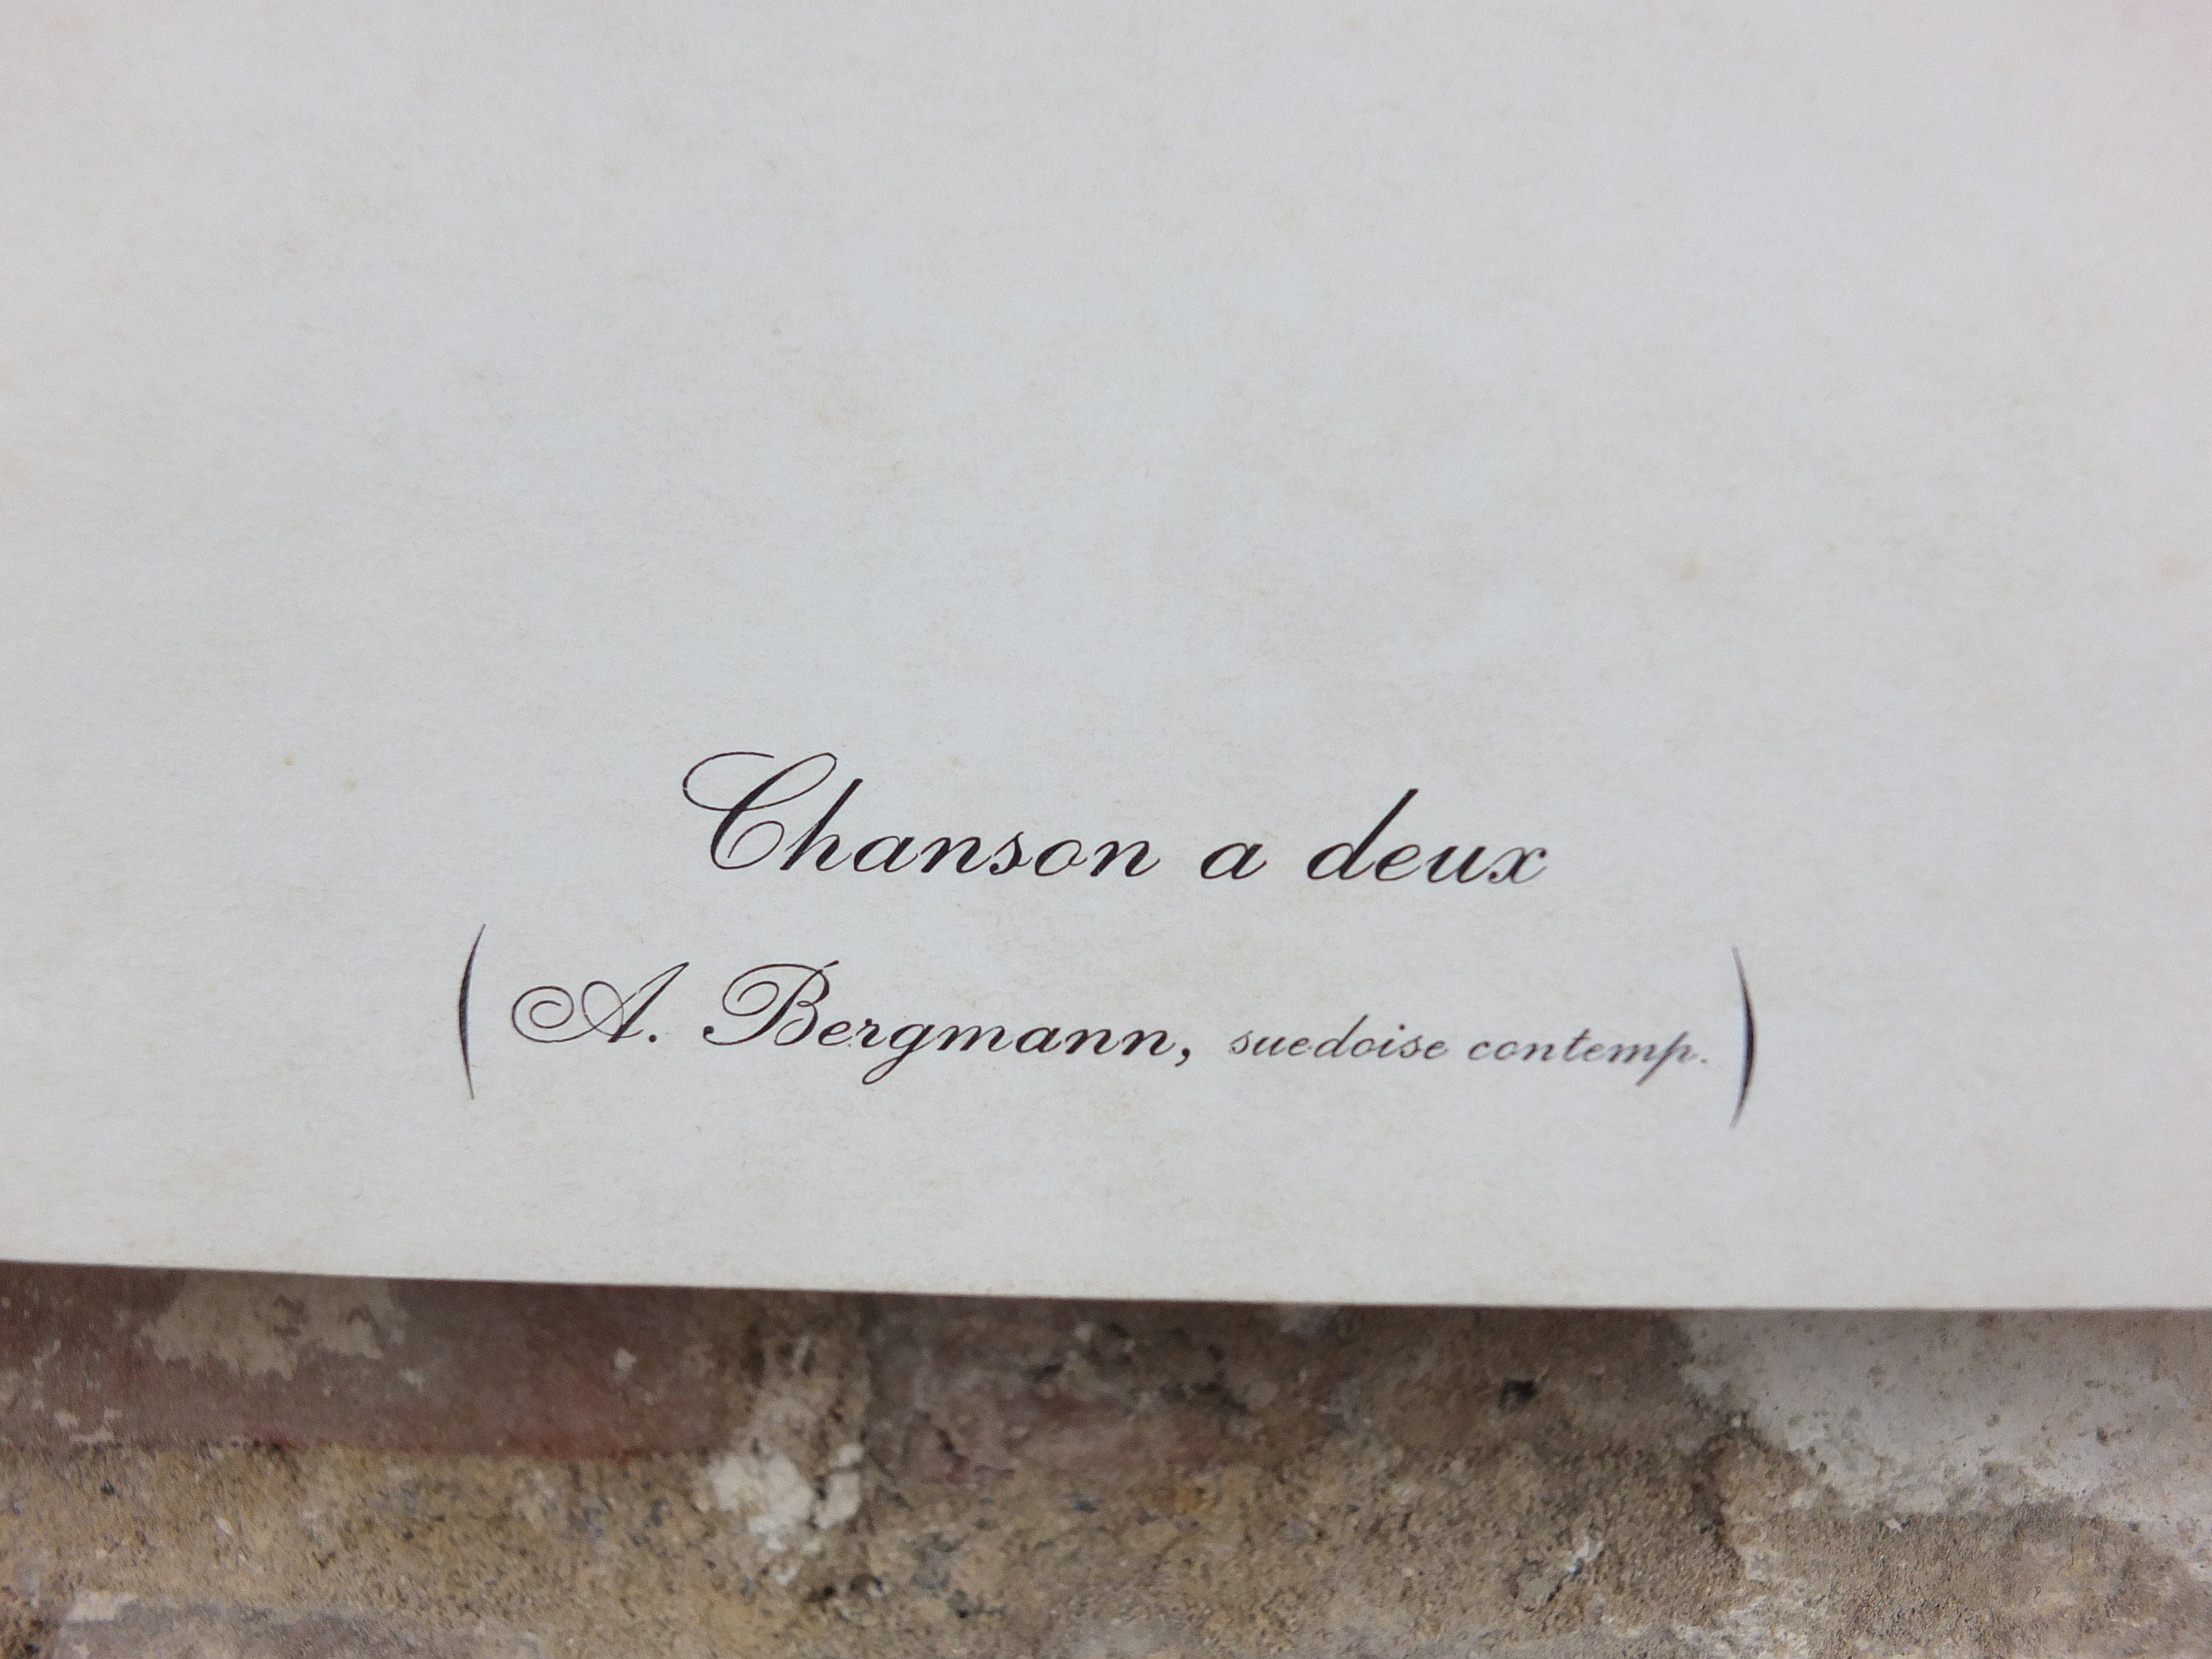 Chanson a deux
(A. Bergmann, suedoise contemp.)